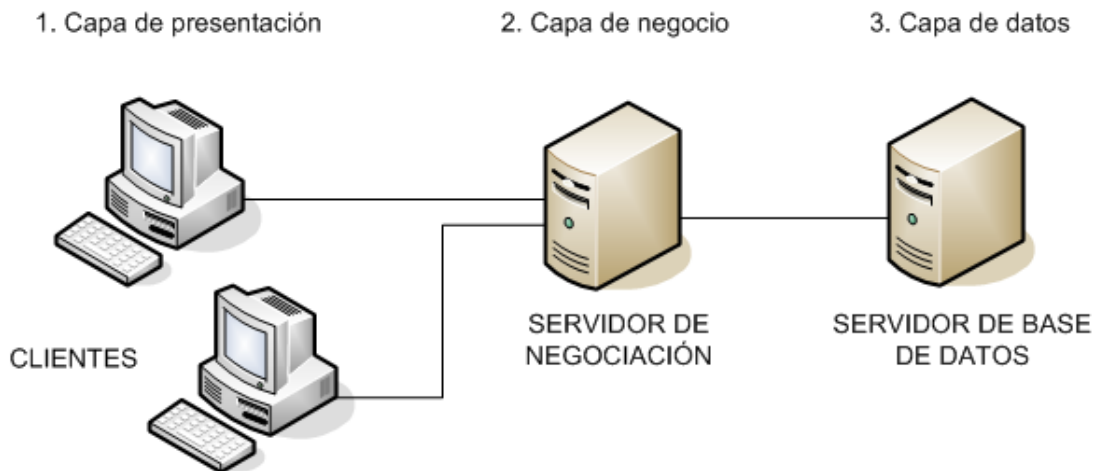 1. Capa de presentación
2. Capa de negocio
3. Capa de datos
CLIENTES
SERVIDOR DE
NEGOCIACIÓN
SERVIDOR DE BASE
DE DATOS